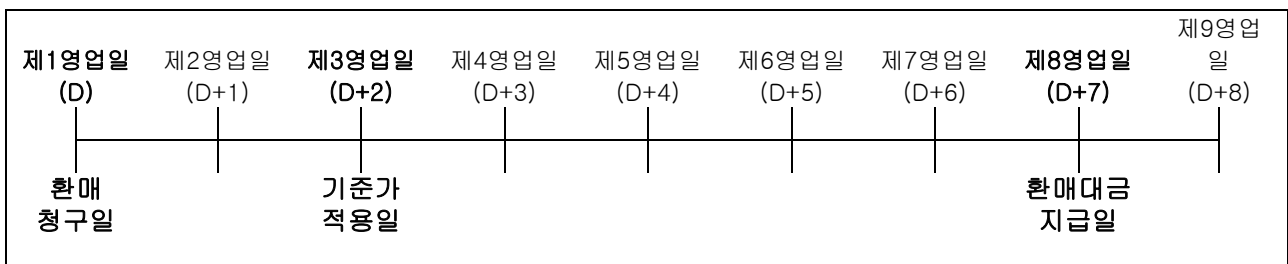 제9영업
제1영업일 제2영업일 제3영업일 제4영업일 제5영업일 제6영업일 제7영업일 제8영업일 일
(D) (D+1) (D+2) (D+3) (D+4) (D+5) (D+6) (D+7) (D+8)
환매 기준가 환매대금
청구일 적용일 지급일